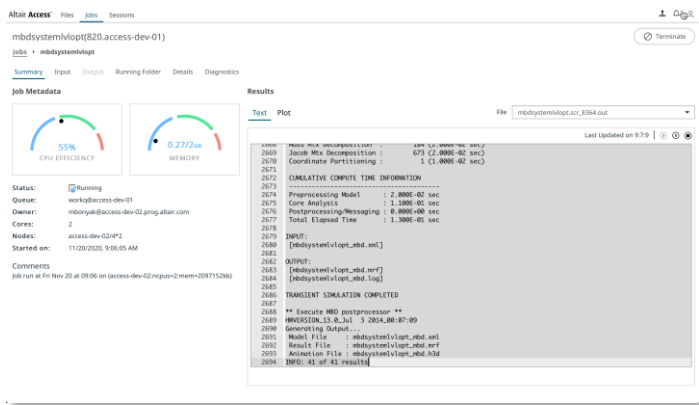 Altair Access™ Files Jobs Sessions
mbdsystemlvlopt(820.access-dev-01)
Terminate
Jobs • mbdsystemlvlopt
Summary Input Output Running Folder Details Diagnostics
Job Metadata
55%
CPU EFFICIENCY
0.27/2GB
MEMORY
Status: Running
Queue: workq@access-dev-01
Owner: mbonyak@access-dev-02.prog.altair.com
Cores: 2
Nodes: access-dev-02/4*2
Started on: 11/20/2020, 9:06:05 AM
Comments
Job run at Fri Nov 20 at 09:06 on (access-dev-02:ncpus=2:mem=2097152kb)
Results
Text Plot
File mbdsystemlvlopt.scr_8364.out
Last Updated on 9:7:9
2669 Jacob Mtx Decomposition : 673 (2.000E-02 sec)
2670 Coordinate Partitioning : 1 (1.000E-02 sec)
2671
2672 CUMULATIVE COMPUTE TIME INFORMATION
2673 ----------------------------------------
2674 Preprocessing Model : 2.000E-02 sec
2675 Core Analysis : 1.100E-01 sec
2676 Postprocessing/Messaging : 0.000E+00 sec
2677 Total Elapsed Time : 1.300E-01 sec
2678
2679 INPUT:
2680 [mbdsystemlvlopt_mbd.xml]
2681
2682 OUTPUT:
2683 [mbdsystemlvlopt_mbd.mrf]
2684 [mbdsystemlvlopt_mbd.log]
2685
2686 TRANSIENT SIMULATION COMPLETED
2687
2688 ** Execute MBD postprocessor **
2689 HWVERSION_13.0_Jul 3 2014_00:07:09
2690 Generating Output...
2691 Model File : mbdsystemlvlopt_mbd.xml
2692 Result File : mbdsystemlvlopt_mbd.mrf
2693 Animation File : mbdsystemlvlopt_mbd.h3d
2694 INFO: 41 of 41 results